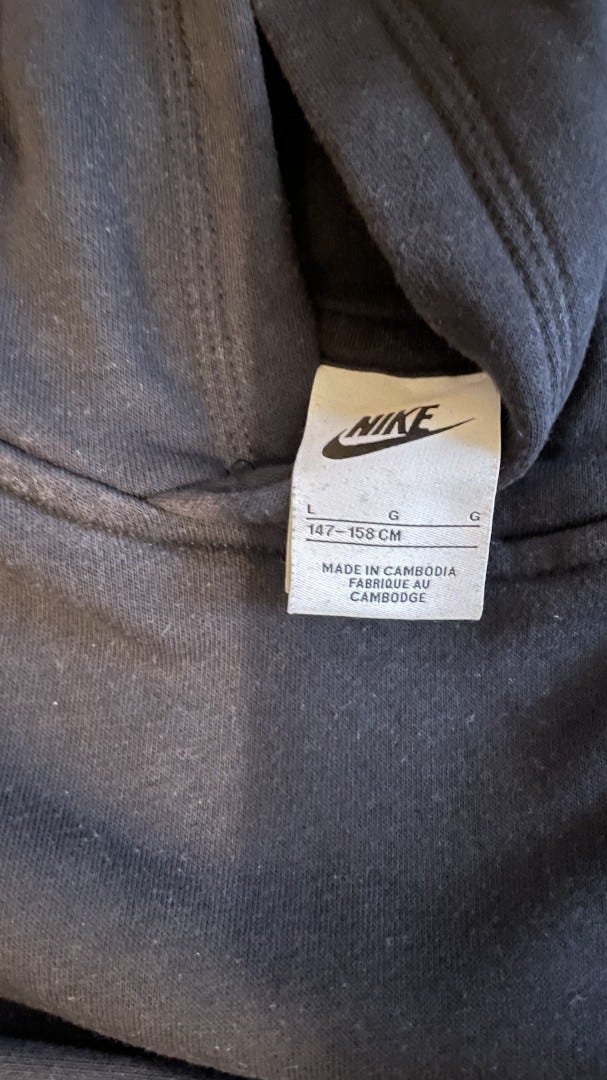 NIKE
L G G
147-158 CM
MADE IN CAMBODIA
FABRIQUE AU
CAMBODGE